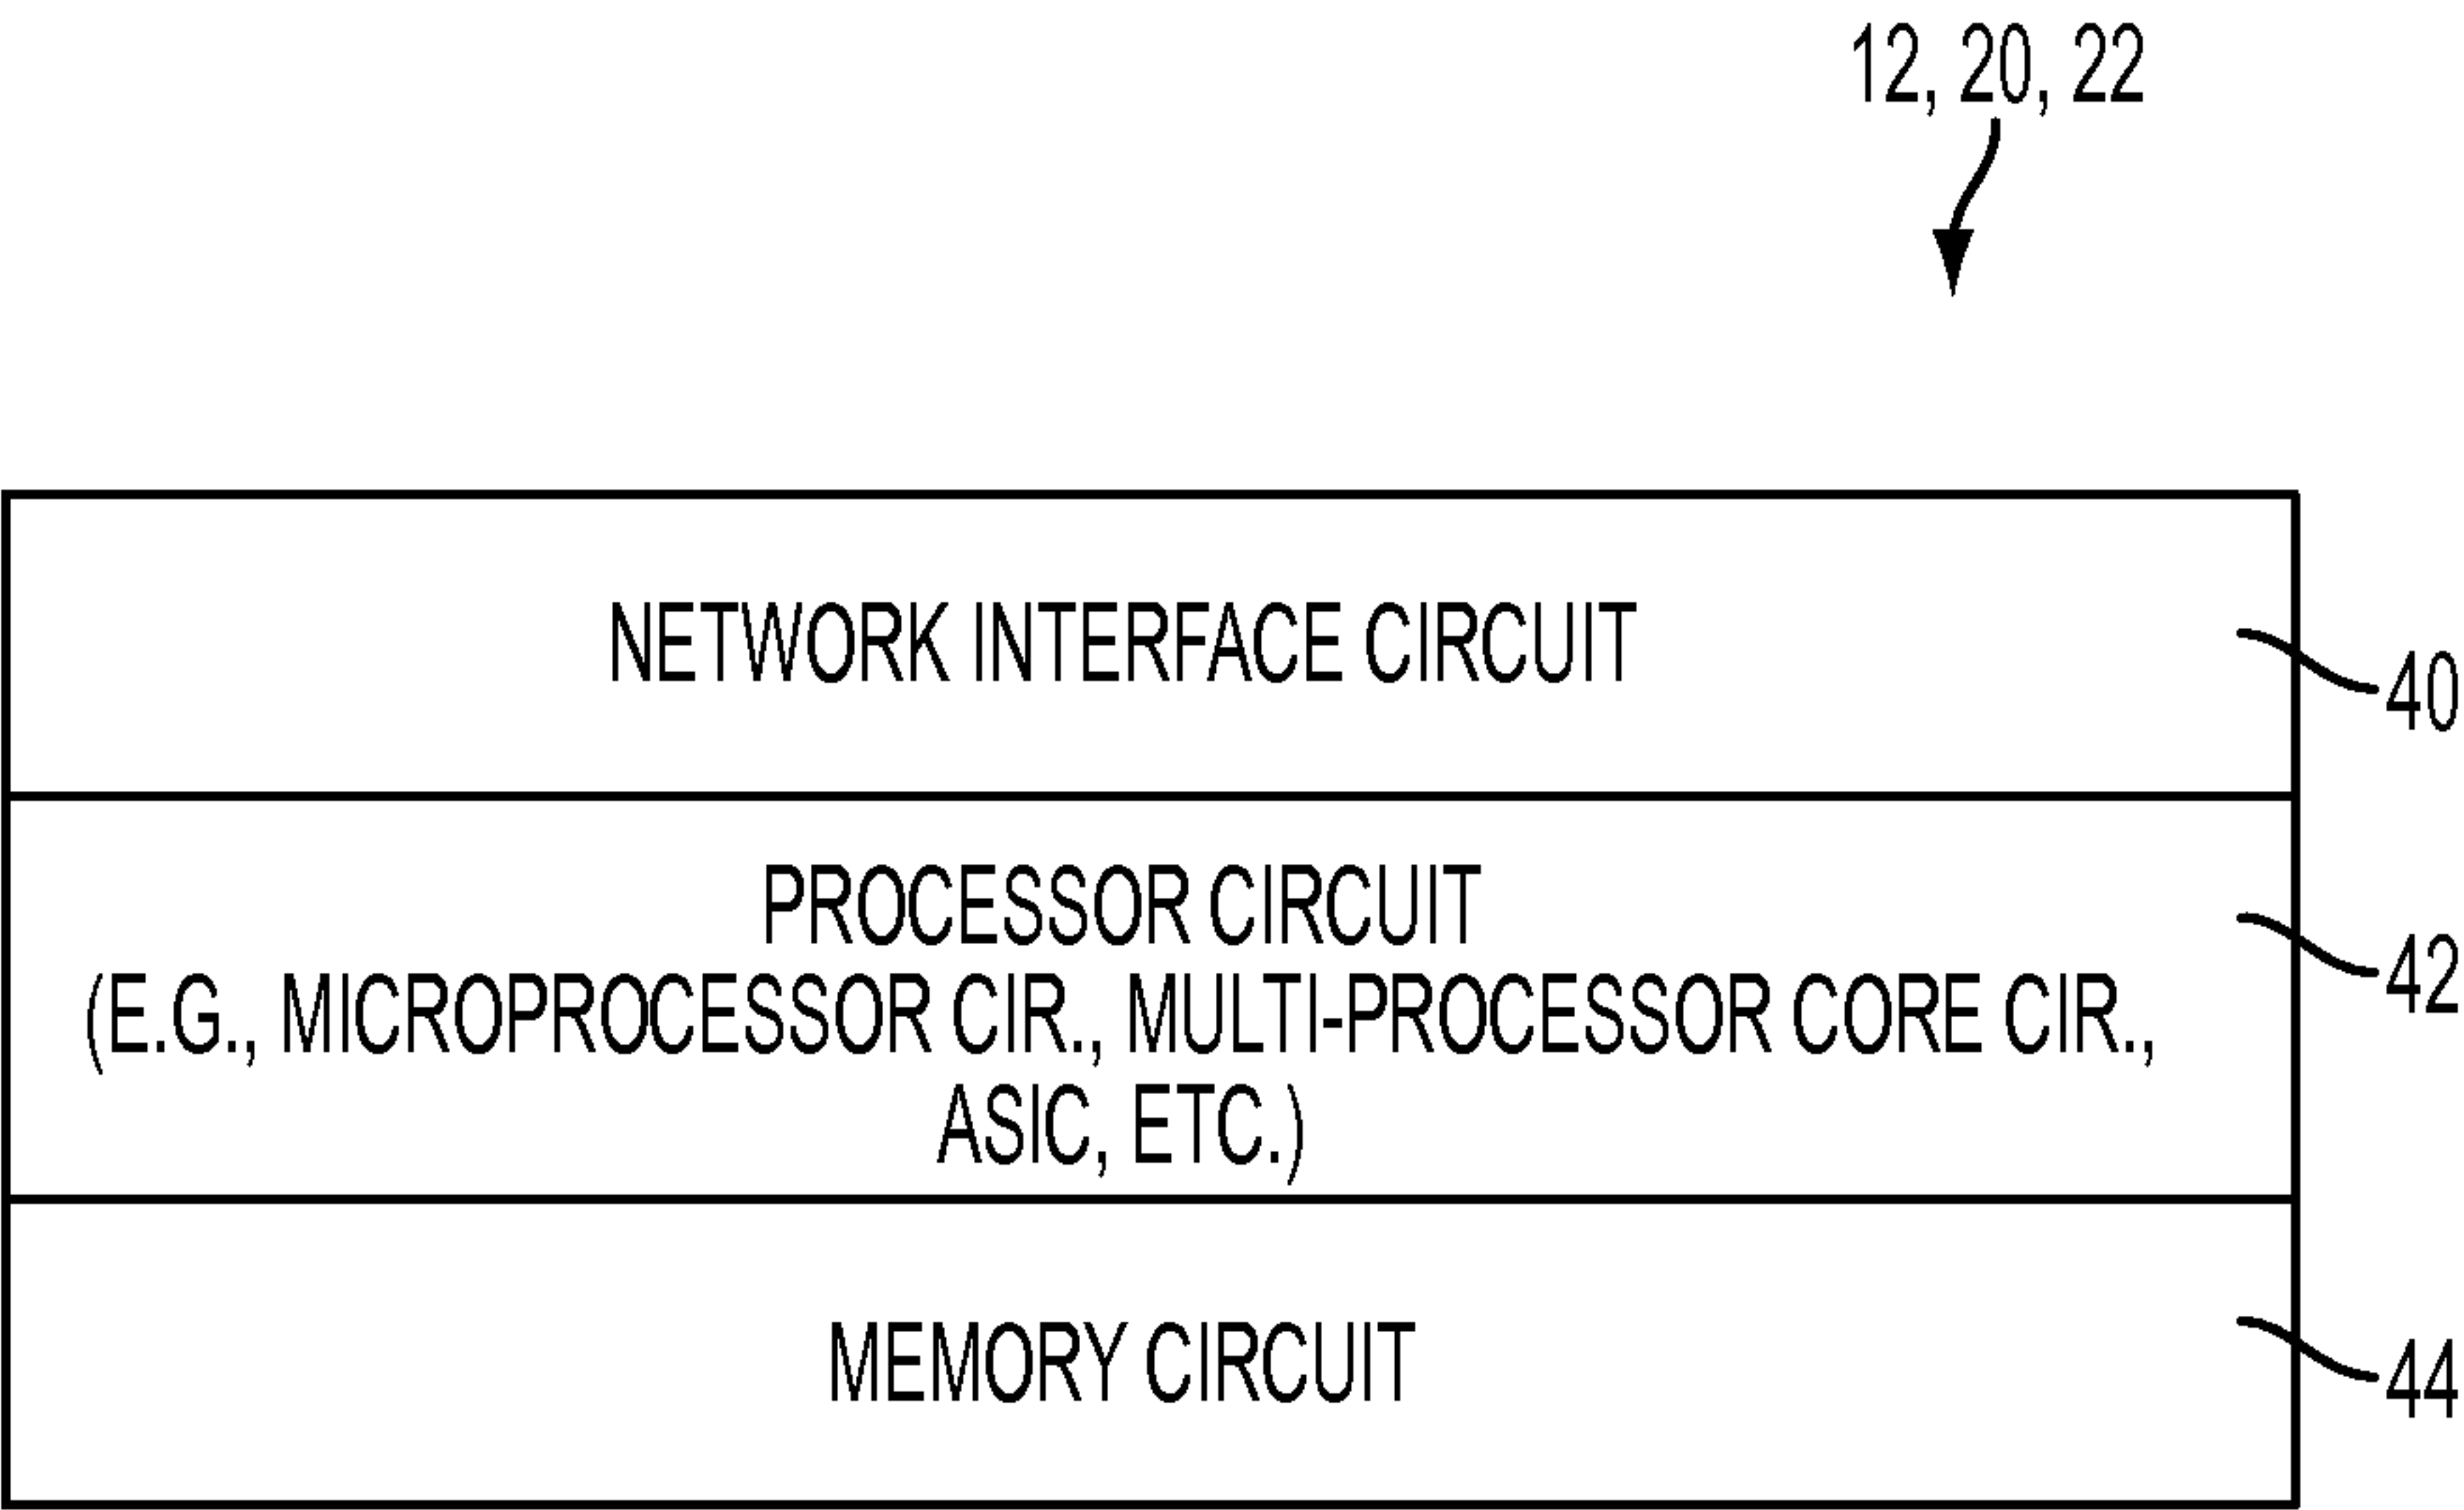 12, 20, 22
NETWORK INTERFACE CIRCUIT
40
PROCESSOR CIRCUIT
42
(E.G., MICROPROCESSOR CIR., MULTI-PROCESSOR CORE CIR.,
ASIC, ETC.)
MEMORY CIRCUIT
44